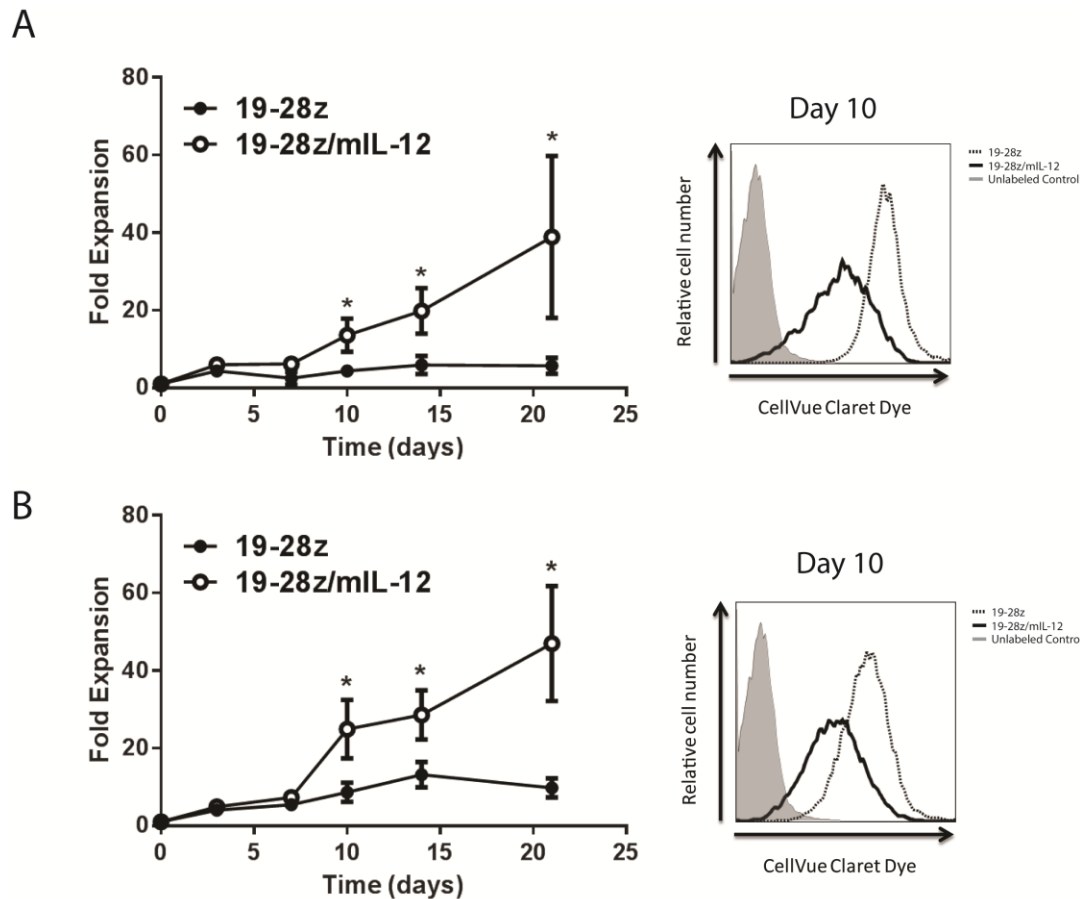 A
80
60
40
20
0
Fold Expansion
19-28z
19-28z/mIL-12
*
*
*
0 5 10 15 20 25
Time (days)
Day 10
Relative cell number
CellVue Claret Dye
19-28z
19-28z/mIL-12
Unlabeled Control
B
80
60
40
20
0
Fold Expansion
19-28z
19-28z/mIL-12
*
*
*
0 5 10 15 20 25
Time (days)
Day 10
Relative cell number
CellVue Claret Dye
19-28z
19-28z/mIL-12
Unlabeled Contro